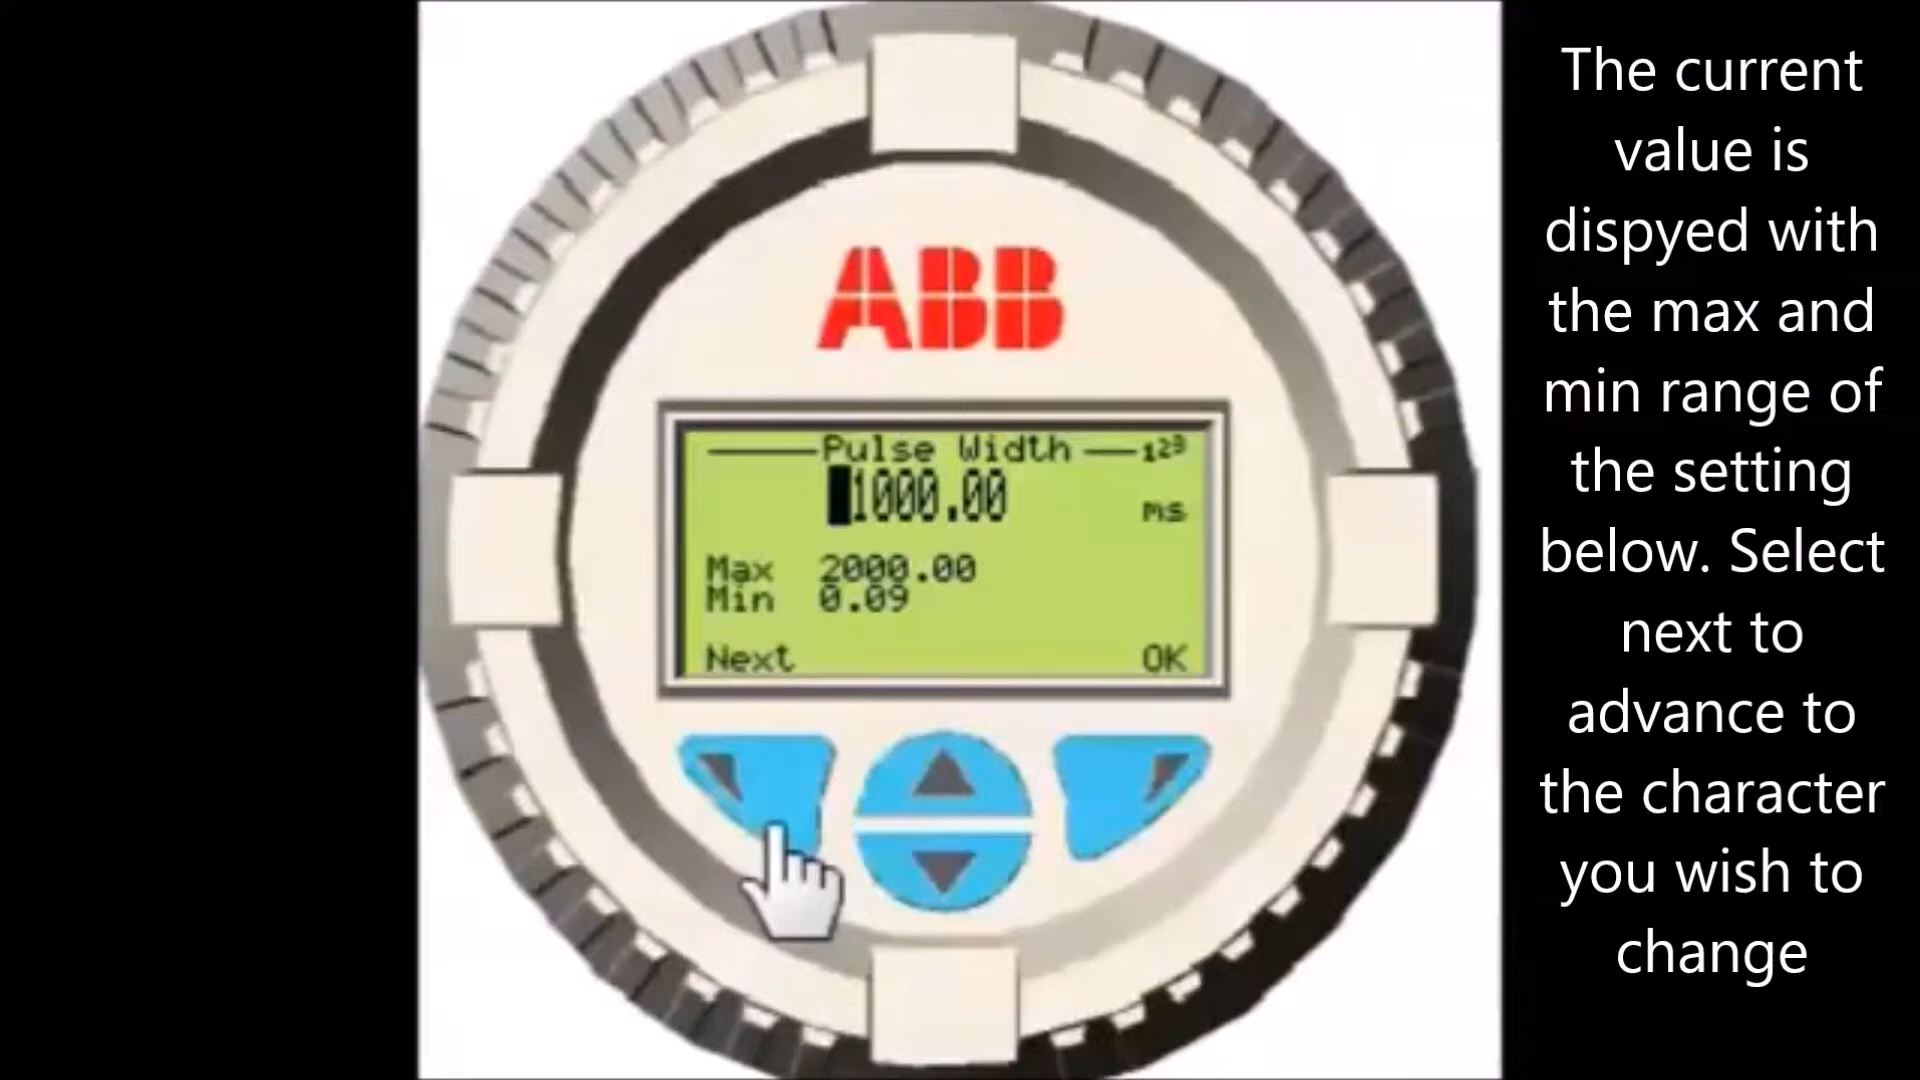 ABB
Pulse Width 123
1000.00 ms
Max 2000.00
Min 0.09
Next OK
The current
value is
dispyed with
the max and
min range of
the setting
below. Select
next to
advance to
the character
you wish to
change